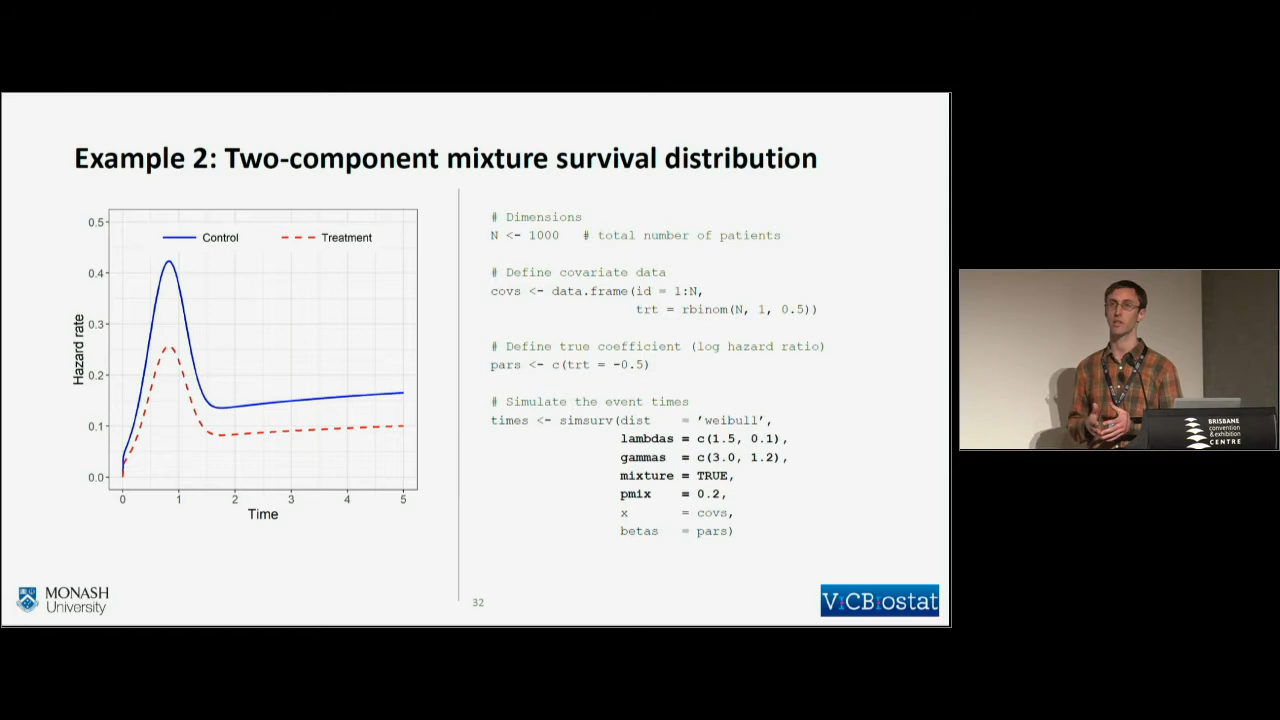 Example 2: Two-component mixture survival distribution
0.5
0.4
0.3
0.2
0.1
0.0
Hazard rate
Control
Treatment
0 1 2 3 4 5
Time
# Dimensions
N <- 1000 # total number of patients
# Define covariate data
covs <- data.frame(id = 1:N,
trt = rbinom(N, 1, 0.5))
# Define true coefficient (log hazard ratio)
pars <- c(trt = -0.5)
# Simulate the event times
times <- simsurv(dist = 'weibull',
lambdas = c(1.5, 0.1),
gammas = c(3.0, 1.2),
mixture = TRUE,
pmix = 0.2,
x = covs,
betas = pars)
MONASH
University
32
ViCBiostat
BRISBANE
convention
& exhibition
CENTRE